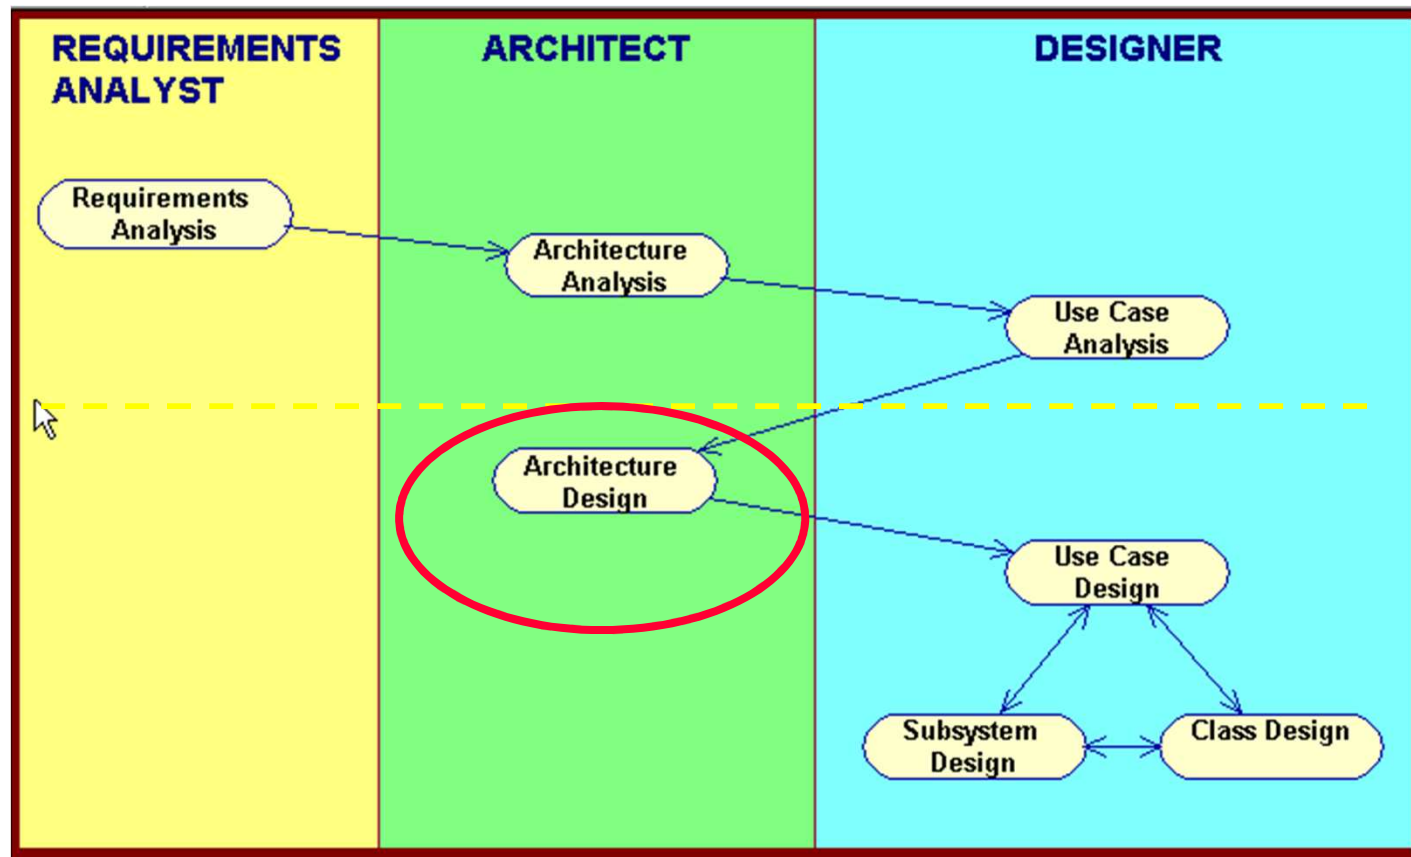 REQUIREMENTS
ANALYST
ARCHITECT
DESIGNER
Requirements
Analysis
Architecture
Analysis
Use Case
Analysis
Architecture
Design
Use Case
Design
Subsystem
Design
Class Design